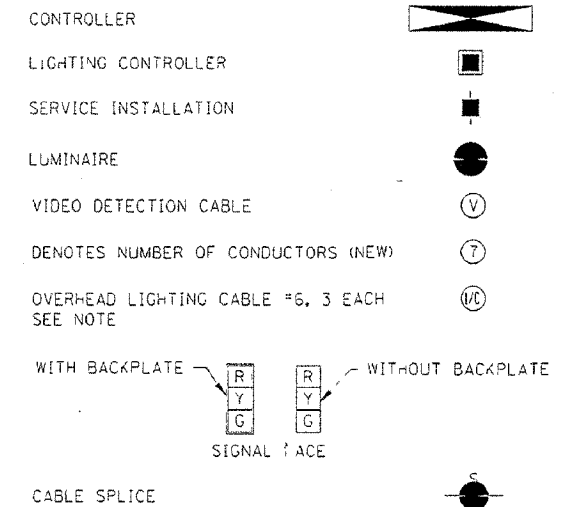 CONTROLLER
LIGHTING CONTROLLER
SERVICE INSTALLATION
LUMINAIRE
VIDEO DETECTION CABLE V
DENOTES NUMBER OF CONDUCTORS (NEW) 7
OVERHEAD LIGHTING CABLE #6, 3 EACH 1/C
SEE NOTE
WITH BACKPLATE R R WITHOUT BACKPLATE
Y Y
G G
SIGNAL FACE
CABLE SPLICE S